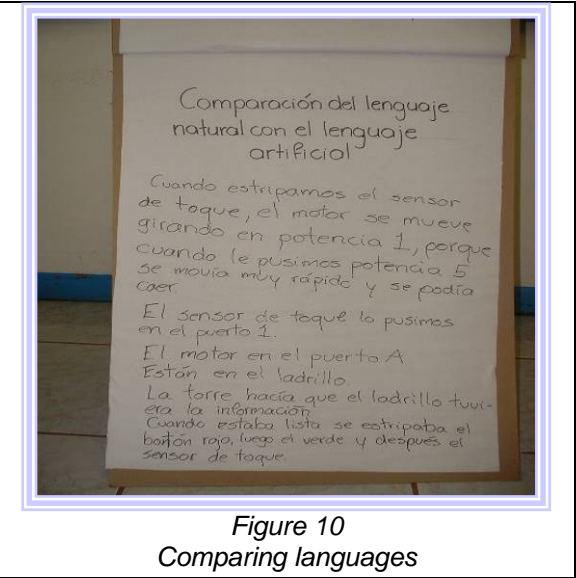 Comparación del lenguaje
natural con el lenguaje
artificial
Cuando estripamos el sensor
de toque, el motor se mueve
girando en potencia 1, porque
cuando le pusimos potencia 5
se movía muy rápido y se podía
caer.
El sensor de toque lo pusimos
en el puerto 1.
El motor en el puerto A
Están en el ladrillo.
La torre hacía que el ladrillo tuvi-
era la información
Cuando estaba lista se estripaba el
botón rojo, luego el verde y después el
sensor de toque.
Figure 10
Comparing languages